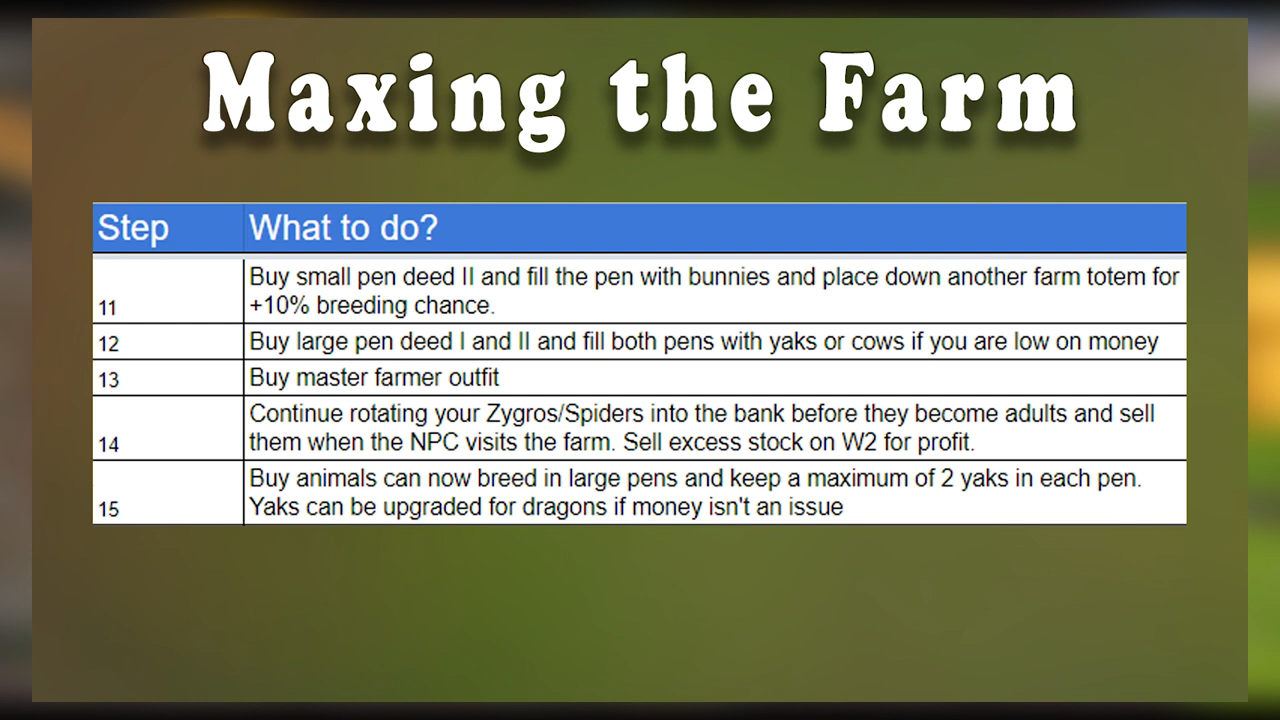 Maxing the Farm
Step What to do?
Buy small pen deed II and fill the pen with bunnies and place down another farm totem for
11 +10% breeding chance.
12 Buy large pen deed I and II and fill both pens with yaks or cows if you are low on money
13 Buy master farmer outfit
Continue rotating your Zygros/Spiders into the bank before they become adults and sell
14 them when the NPC visits the farm. Sell excess stock on W2 for profit.
Buy animals can now breed in large pens and keep a maximum of 2 yaks in each pen.
15 Yaks can be upgraded for dragons if money isn't an issue